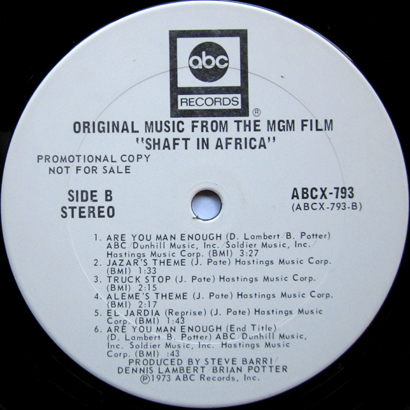 abc
RECORDS
®
ORIGINAL MUSIC FROM THE MGM FILM
"SHAFT IN AFRICA"
PROMOTIONAL COPY
NOT FOR SALE
SIDE B
STEREO
ABCX-793
(ABCX-793-B)
1. ARE YOU MAN ENOUGH (D. Lambert B. Potter)
ABC/Dunhill Music, Inc. Soldier Music, Inc.
Hastings Music Corp. (BMI) 3:27
2. JAZAR'S THEME (J. Pate) Hastings Music Corp.
(BMI) 1:33
3. TRUCK STOP (J. Pate) Hastings Music Corp.
(BMI) 2:15
4. ALEME'S THEME (J. Pate) Hastings Music Corp.
(BMI) 2:17
5. EL JARDIA (Reprise) (J. Pate) Hastings Music
Corp. (BMI) 1:43
6. ARE YOU MAN ENOUGH (End Title)
(D. Lambert B. Potter) ABC Dunhill Music,
Inc. Soldier Music, Inc. Hastings Music
Corp. (BMI) :43
PRODUCED BY STEVE BARRI
DENNIS LAMBERT BRIAN POTTER
Ⓟ1973 ABC Records, Inc.